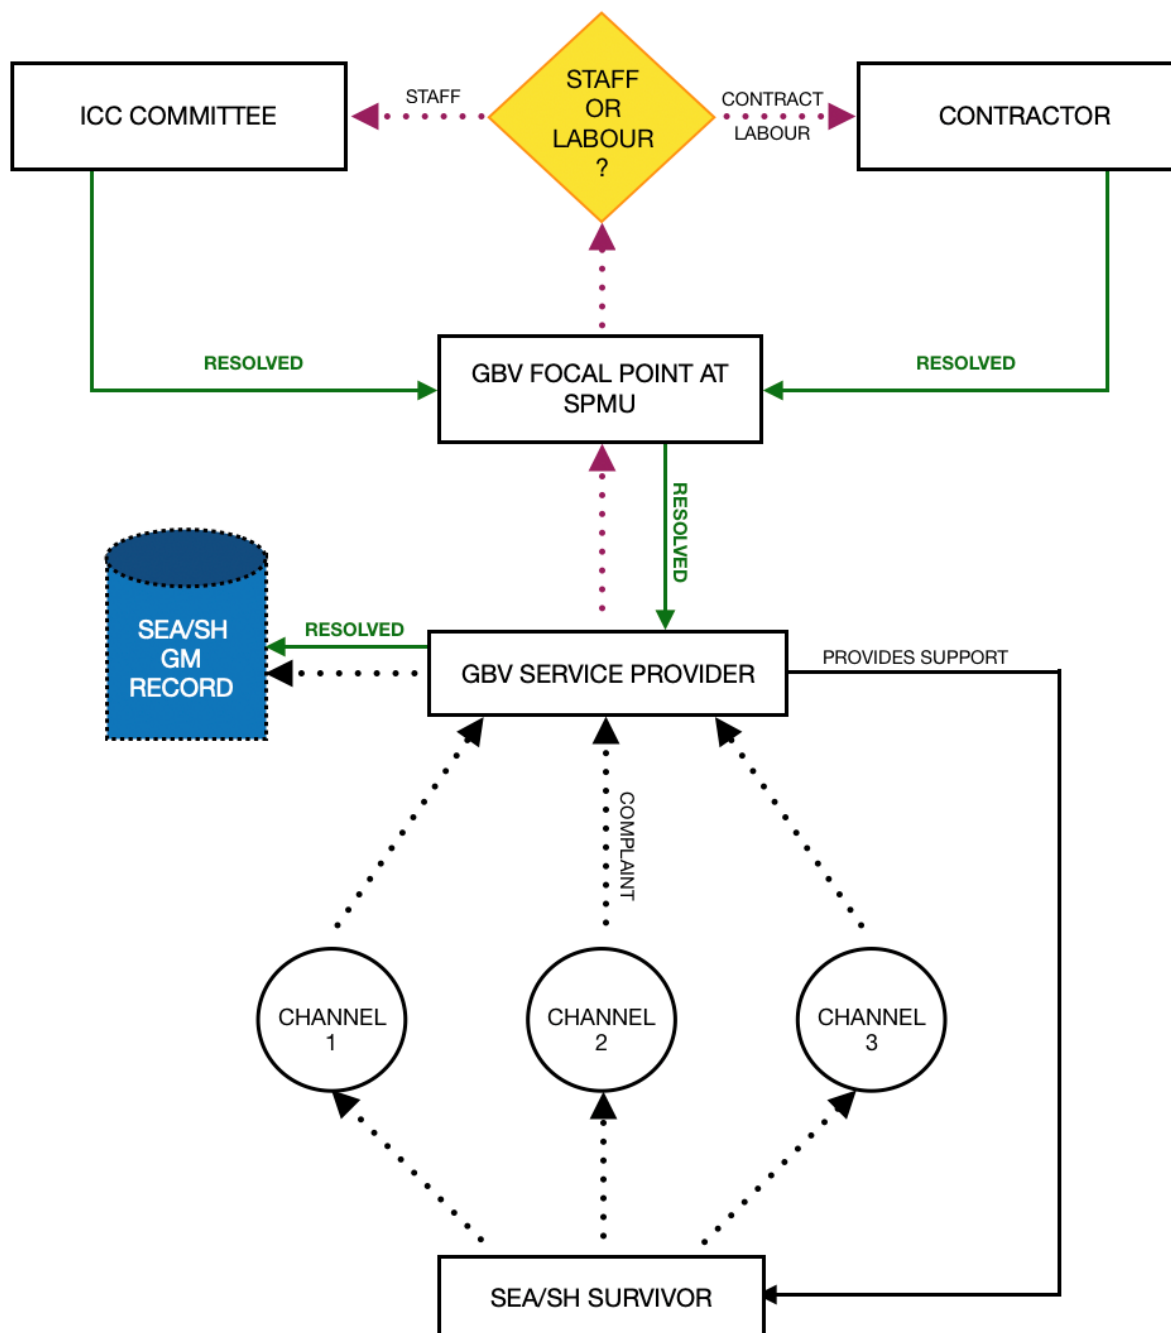 STAFF
OR
LABOUR
?
ICC COMMITTEE
STAFF
CONTRACT
LABOUR
CONTRACTOR
RESOLVED
GBV FOCAL POINT AT
SPMU
RESOLVED
RESOLVED
SEA/SH
GM
RECORD
RESOLVED
GBV SERVICE PROVIDER
PROVIDES SUPPORT
COMPLAINT
CHANNEL
1
CHANNEL
2
CHANNEL
3
SEA/SH SURVIVOR